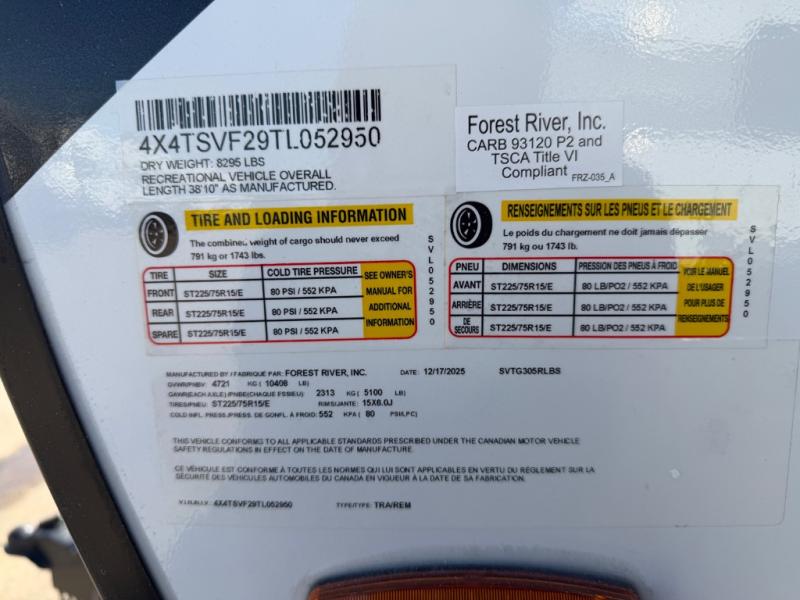 4X4TSVF29TL052950
DRY WEIGHT: 8295 LBS
RECREATIONAL VEHICLE OVERALL
LENGTH 38'10" AS MANUFACTURED.
Forest River, Inc.
CARB 93120 P2 and
TSCA Title VI
Compliant
FRZ-035_A
TIRE AND LOADING INFORMATION
The combined weight of cargo should never exceed
791 kg or 1743 lbs.
TIRE SIZE COLD TIRE PRESSURE
FRONT ST225/75R15/E 80 PSI / 552 KPA
REAR ST225/75R15/E 80 PSI / 552 KPA
SPARE ST225/75R15/E 80 PSI / 552 KPA
SEE OWNER'S
MANUAL FOR
ADDITIONAL
INFORMATION
SVL052950
RENSEIGNEMENTS SUR LES PNEUS ET LE CHARGEMENT
Le poids du chargement ne doit jamais dépasser
791 kg ou 1743 lb.
PNEU DIMENSIONS PRESSION DES PNEUS À FROID
AVANT ST225/75R15/E 80 LB/PO2 / 552 KPA
ARRIÈRE ST225/75R15/E 80 LB/PO2 / 552 KPA
DE SECOURS ST225/75R15/E 80 LB/PO2 / 552 KPA
VOIR LE MANUEL
DE L'USAGER
POUR PLUS DE
RENSEIGNEMENTS
SVL052950
MANUFACTURED BY / FABRIQUÉ PAR: FOREST RIVER, INC. DATE: 12/17/2025 SVTG305RLBS
GVWR/PNBV: 4721 KG ( 10408 LB)
GAWR(EACH AXLE) /PNBE(CHAQUE ESSIEU): 2313 KG ( 5100 LB)
TIRES/PNEU: ST225/75R15/E RIMS/JANTE: 15X6.0J
COLD INFL. PRESS./PRESS. DE GONFL. À FROID: 552 KPA ( 80 PSI/LPC)
THIS VEHICLE CONFORMS TO ALL APPLICABLE STANDARDS PRESCRIBED UNDER THE CANADIAN MOTOR VEHICLE
SAFETY REGULATIONS IN EFFECT ON THE DATE OF MANUFACTURE.
CE VÉHICULE EST CONFORME À TOUTES LES NORMES QUI LUI SONT APPLICABLES EN VERTU DU RÈGLEMENT SUR LA
SÉCURITÉ DES VÉHICULES AUTOMOBILES DU CANADA EN VIGUEUR À LA DATE DE SA FABRICATION.
4X4TSVF29TL052950 TYPE/TYPE: TRA/REM